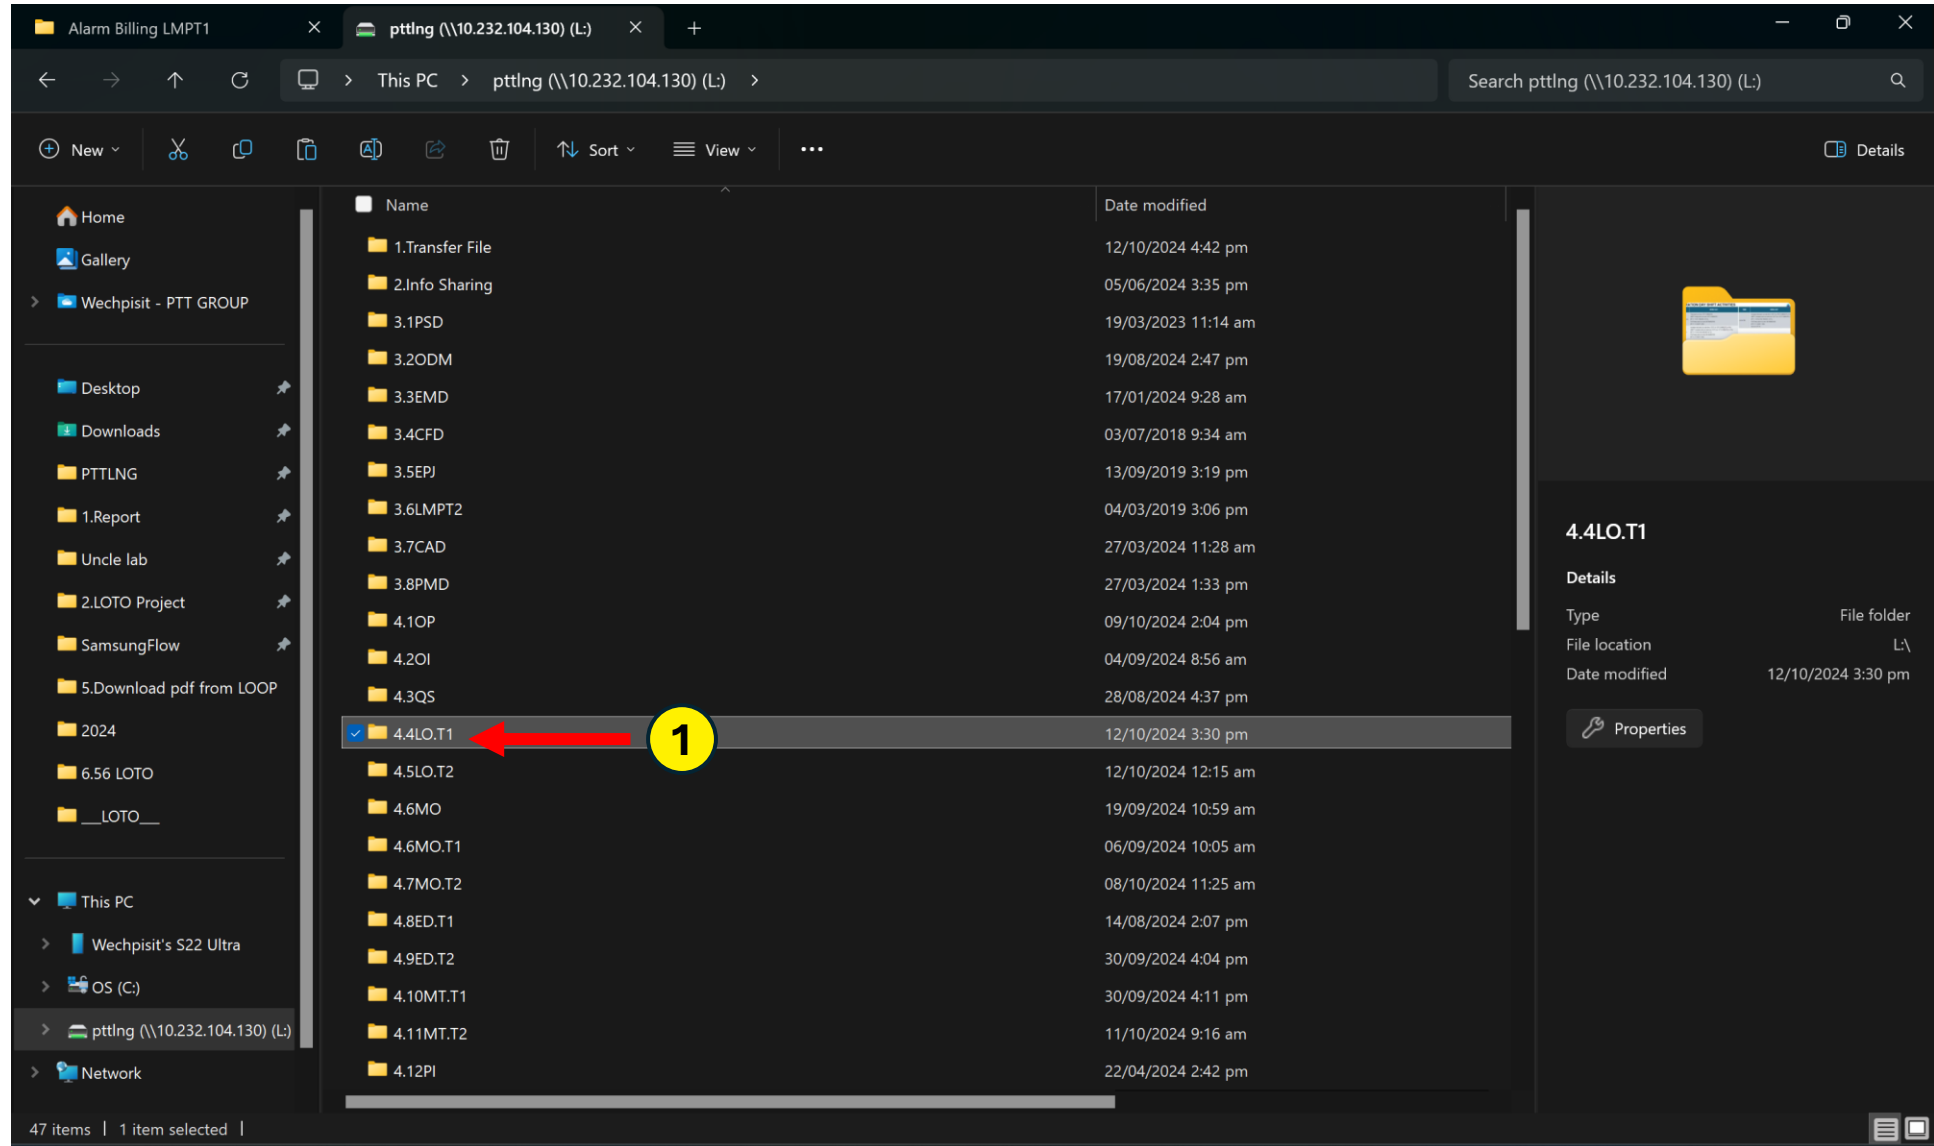 Alarm Billing LMPT1
pttlng (\\10.232.104.130) (L:)
This PC > pttlng (\\10.232.104.130) (L:) >
Search pttlng (\\10.232.104.130) (L:)
New
Sort
View
Details
Home
Gallery
Wechpisit - PTT GROUP
Desktop
Downloads
PTTLNG
1.Report
Uncle lab
2.LOTO Project
SamsungFlow
5.Download pdf from LOOP
2024
6.56 LOTO
___LOTO___
This PC
Wechpisit's S22 Ultra
OS (C:)
pttlng (\\10.232.104.130) (L:)
Network
Name Date modified
1.Transfer File 12/10/2024 4:42 pm
2.Info Sharing 05/06/2024 3:35 pm
3.1PSD 19/03/2023 11:14 am
3.2ODM 19/08/2024 2:47 pm
3.3EMD 17/01/2024 9:28 am
3.4CFD 03/07/2018 9:34 am
3.5EPJ 13/09/2019 3:19 pm
3.6LMPT2 04/03/2019 3:06 pm
3.7CAD 27/03/2024 11:28 am
3.8PMD 27/03/2024 1:33 pm
4.1OP 09/10/2024 2:04 pm
4.2OI 04/09/2024 8:56 am
4.3QS 28/08/2024 4:37 pm
4.4LO.T1 1 12/10/2024 3:30 pm
4.5LO.T2 12/10/2024 12:15 am
4.6MO 19/09/2024 10:59 am
4.6MO.T1 06/09/2024 10:05 am
4.7MO.T2 08/10/2024 11:25 am
4.8ED.T1 14/08/2024 2:07 pm
4.9ED.T2 30/09/2024 4:04 pm
4.10MT.T1 30/09/2024 4:11 pm
4.11MT.T2 11/10/2024 9:16 am
4.12PI 22/04/2024 2:42 pm
4.4LO.T1
Details
Type File folder
File location L:\
Date modified 12/10/2024 3:30 pm
Properties
47 items | 1 item selected |